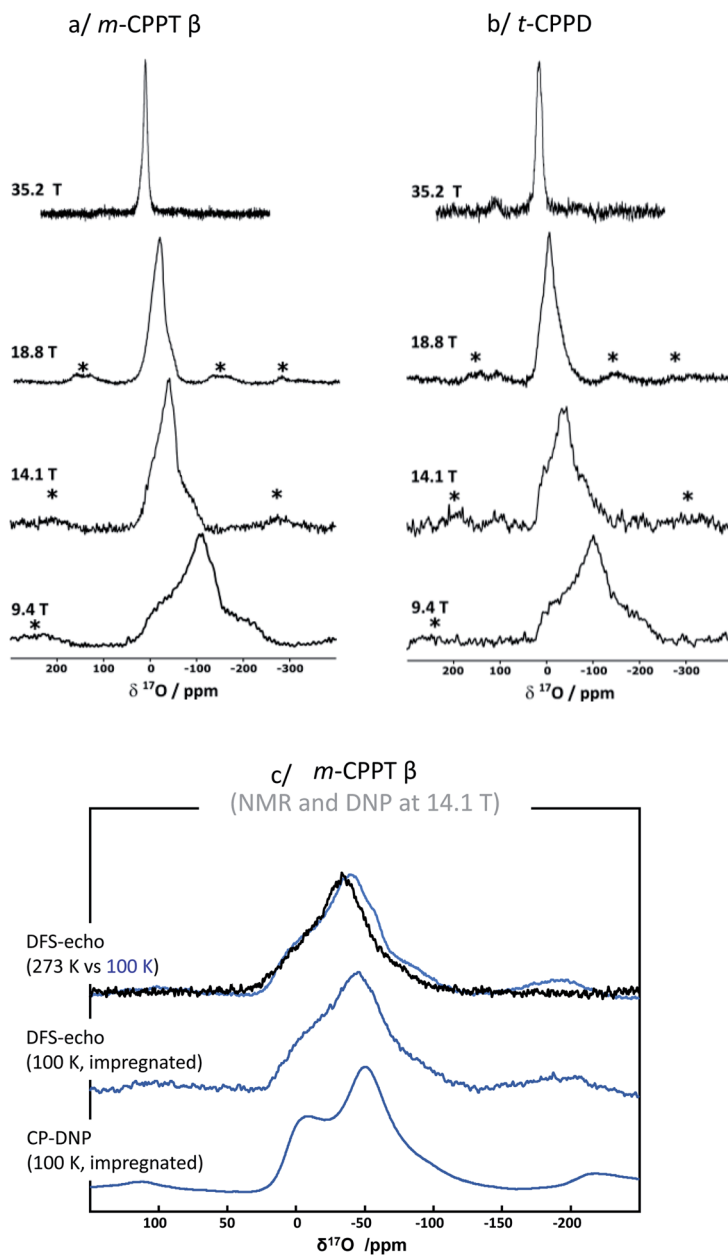 a/ m-CPPT β
b/ t-CPPD
35.2 T
35.2 T
18.8 T
* * *
18.8 T
* * *
14.1 T
* *
14.1 T
* *
9.4 T
*
9.4 T
*
200 100 0 -100 -200 -300
200 100 0 -100 -200 -300
δ ¹⁷O / ppm
δ ¹⁷O / ppm
c/ m-CPPT β
(NMR and DNP at 14.1 T)
DFS-echo
(273 K vs 100 K)
DFS-echo
(100 K, impregnated)
CP-DNP
(100 K, impregnated)
100 50 0 -50 -100 -150 -200
δ¹⁷O /ppm